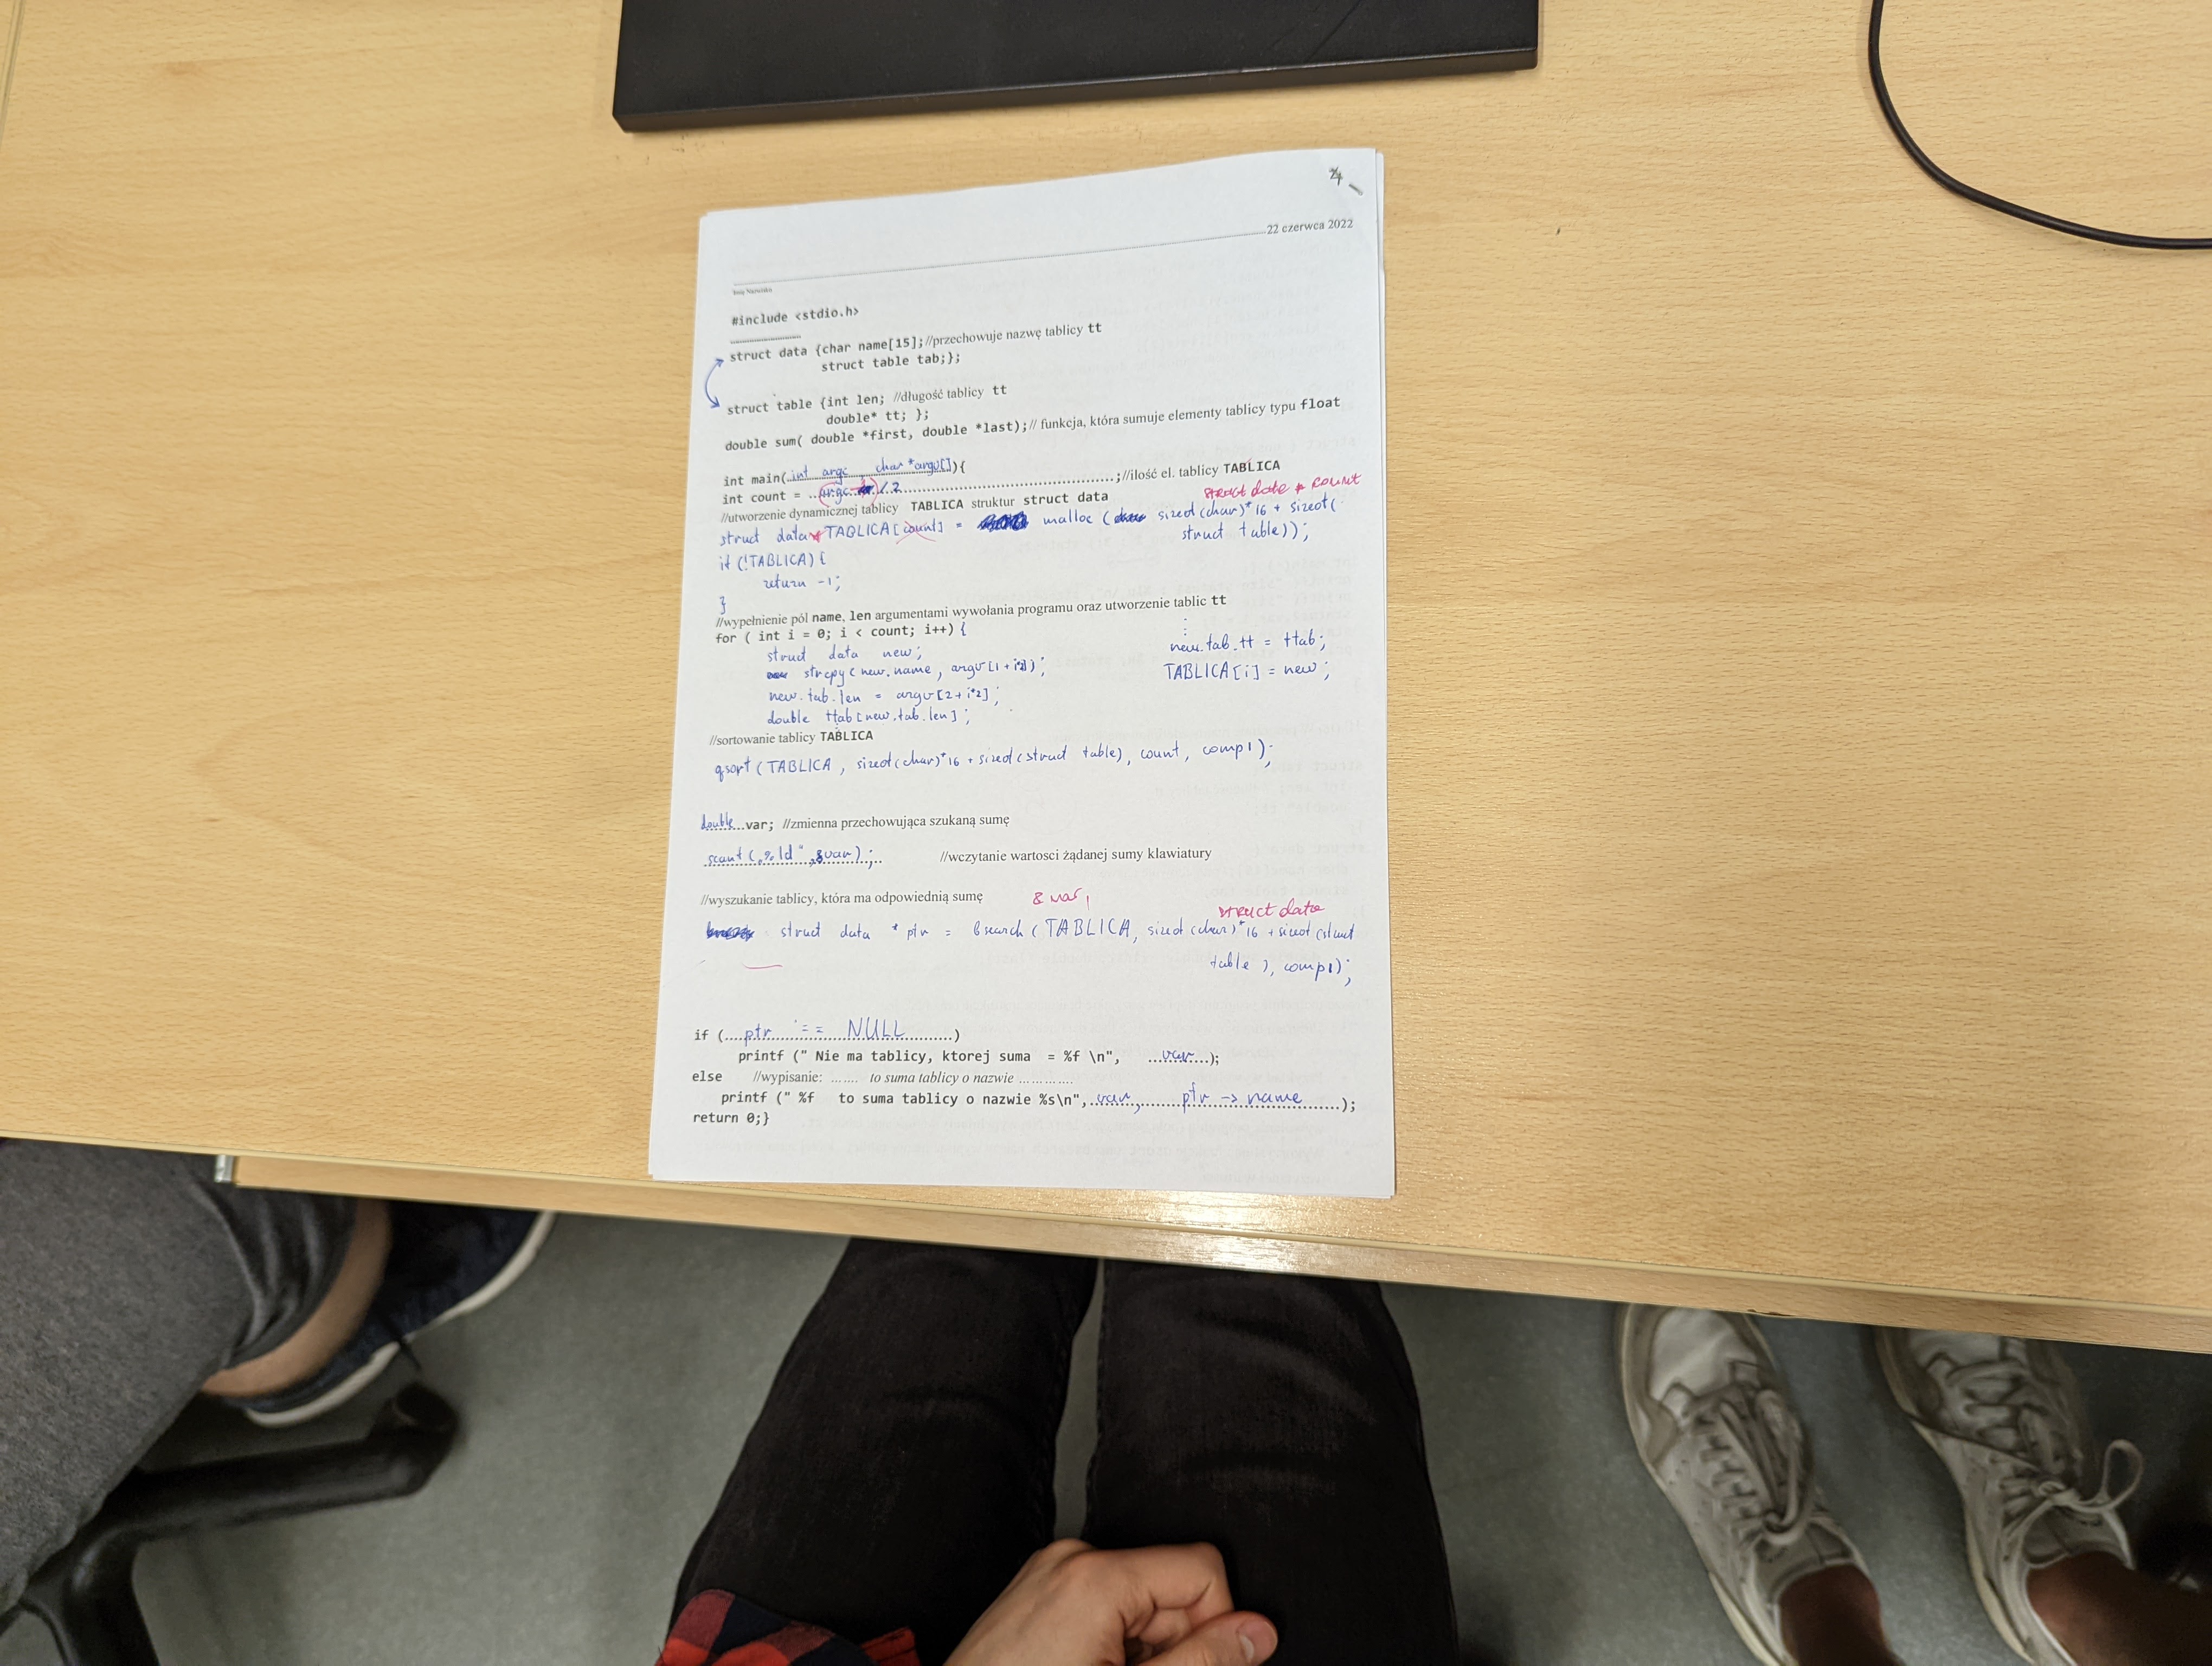 22 czerwca 2022
Imię Nazwisko
#include <stdio.h>
struct data {char name[15];//przechowuje nazwę tablicy tt
struct table tab;};
struct table {int len; //długość tablicy tt
double* tt; };
double sum( double *first, double *last);// funkcja, która sumuje elementy tablicy typu float
int main(int argc, char *argv[]){
int count = argc /2 ;//ilość el. tablicy TABLICA
//utworzenie dynamicznej tablicy TABLICA struktur struct data
struct date * count
struct data* TABLICA[count] = malloc ( sizeof(char)*16 + sizeof(
struct table));
if (!TABLICA) {
return -1;
}
//wypełnienie pól name, len argumentami wywołania programu oraz utworzenie tablic tt
for ( int i = 0; i < count; i++) {
struct data new;
strcpy(new.name, argv[1+i*2]);
new.tab.len = argv[2+i*2];
double ttab[new.tab.len];
⋮
new.tab.tt = ttab;
TABLICA[i] = new;
//sortowanie tablicy TABLICA
qsort(TABLICA, sizeof(char)*16 + sizeof(struct table), count, comp1);
double var; //zmienna przechowująca szukaną sumę
scanf(„%ld", &var); //wczytanie wartosci żądanej sumy klawiatury
//wyszukanie tablicy, która ma odpowiednią sumę
& var,
struct data
struct data *ptr = bsearch(TABLICA, sizeof(char)*16 + sizeof(struct
table), comp1);
if (ptr == NULL)
printf (" Nie ma tablicy, ktorej suma = %f \n", var);
else //wypisanie: ....... to suma tablicy o nazwie ............
printf (" %f to suma tablicy o nazwie %s\n", var, ptr -> name);
return 0;}